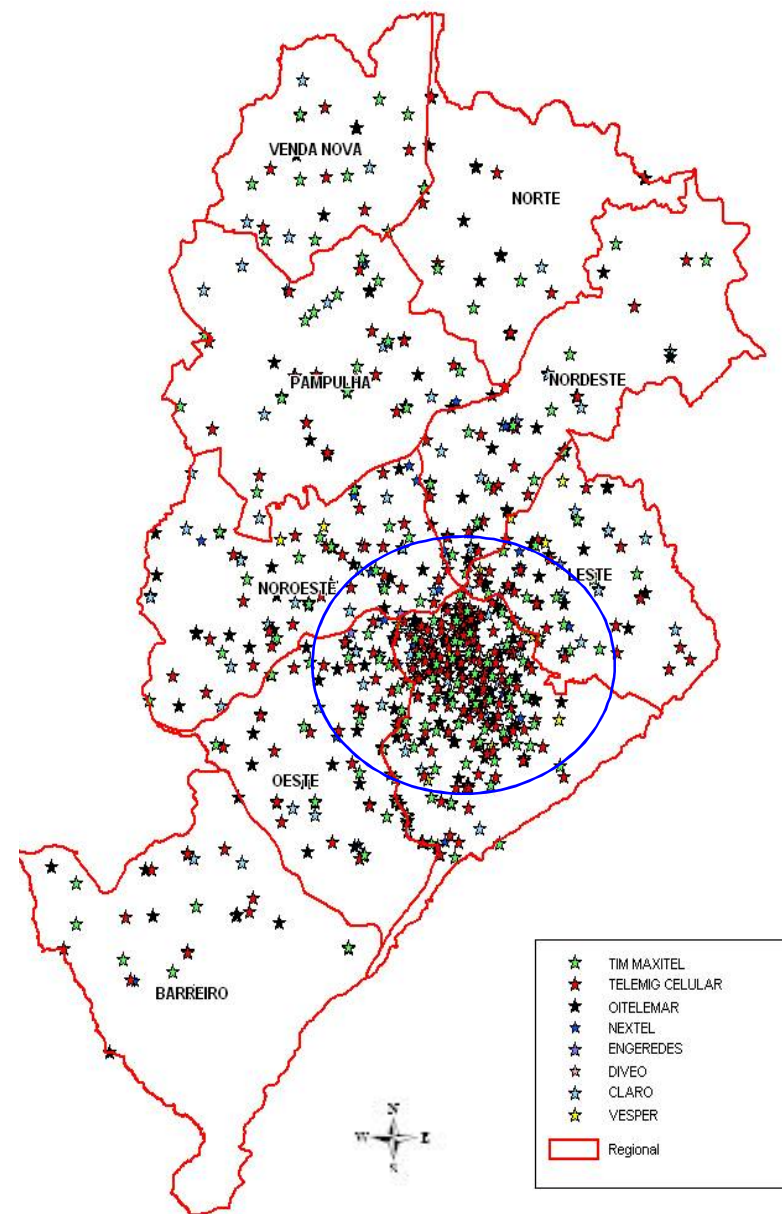 VENDA NOVA
NORTE
PAMPULHA
NORDESTE
NOROESTE
LESTE
OESTE
BARREIRO
TIM MAXITEL
TELEMIG CELULAR
OITELEMAR
NEXTEL
ENGEREDES
DIVEO
CLARO
VESPER
Regional
N
W E
S